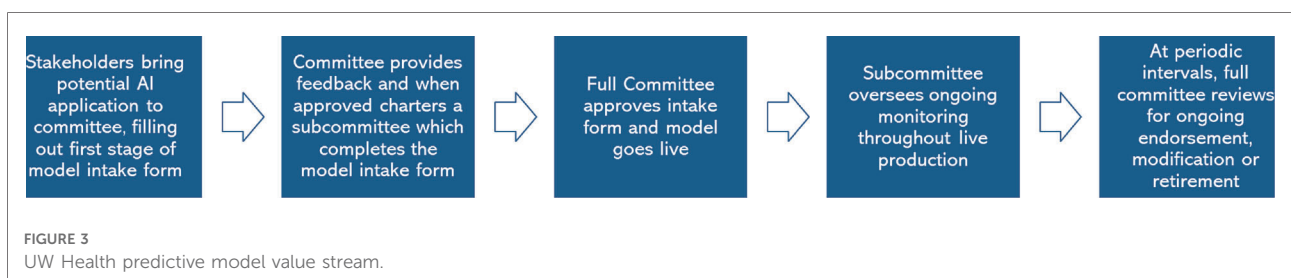 Stakeholders bring
potential AI
application to
committee, filling
out first stage of
model intake form
Committee provides
feedback and when
approved charters a
subcommittee which
completes the
model intake form
Full Committee
approves intake
form and model
goes live
Subcommittee
oversees ongoing
monitoring
throughout live
production
At periodic
intervals, full
committee reviews
for ongoing
endorsement,
modification or
retirement
FIGURE 3
UW Health predictive model value stream.